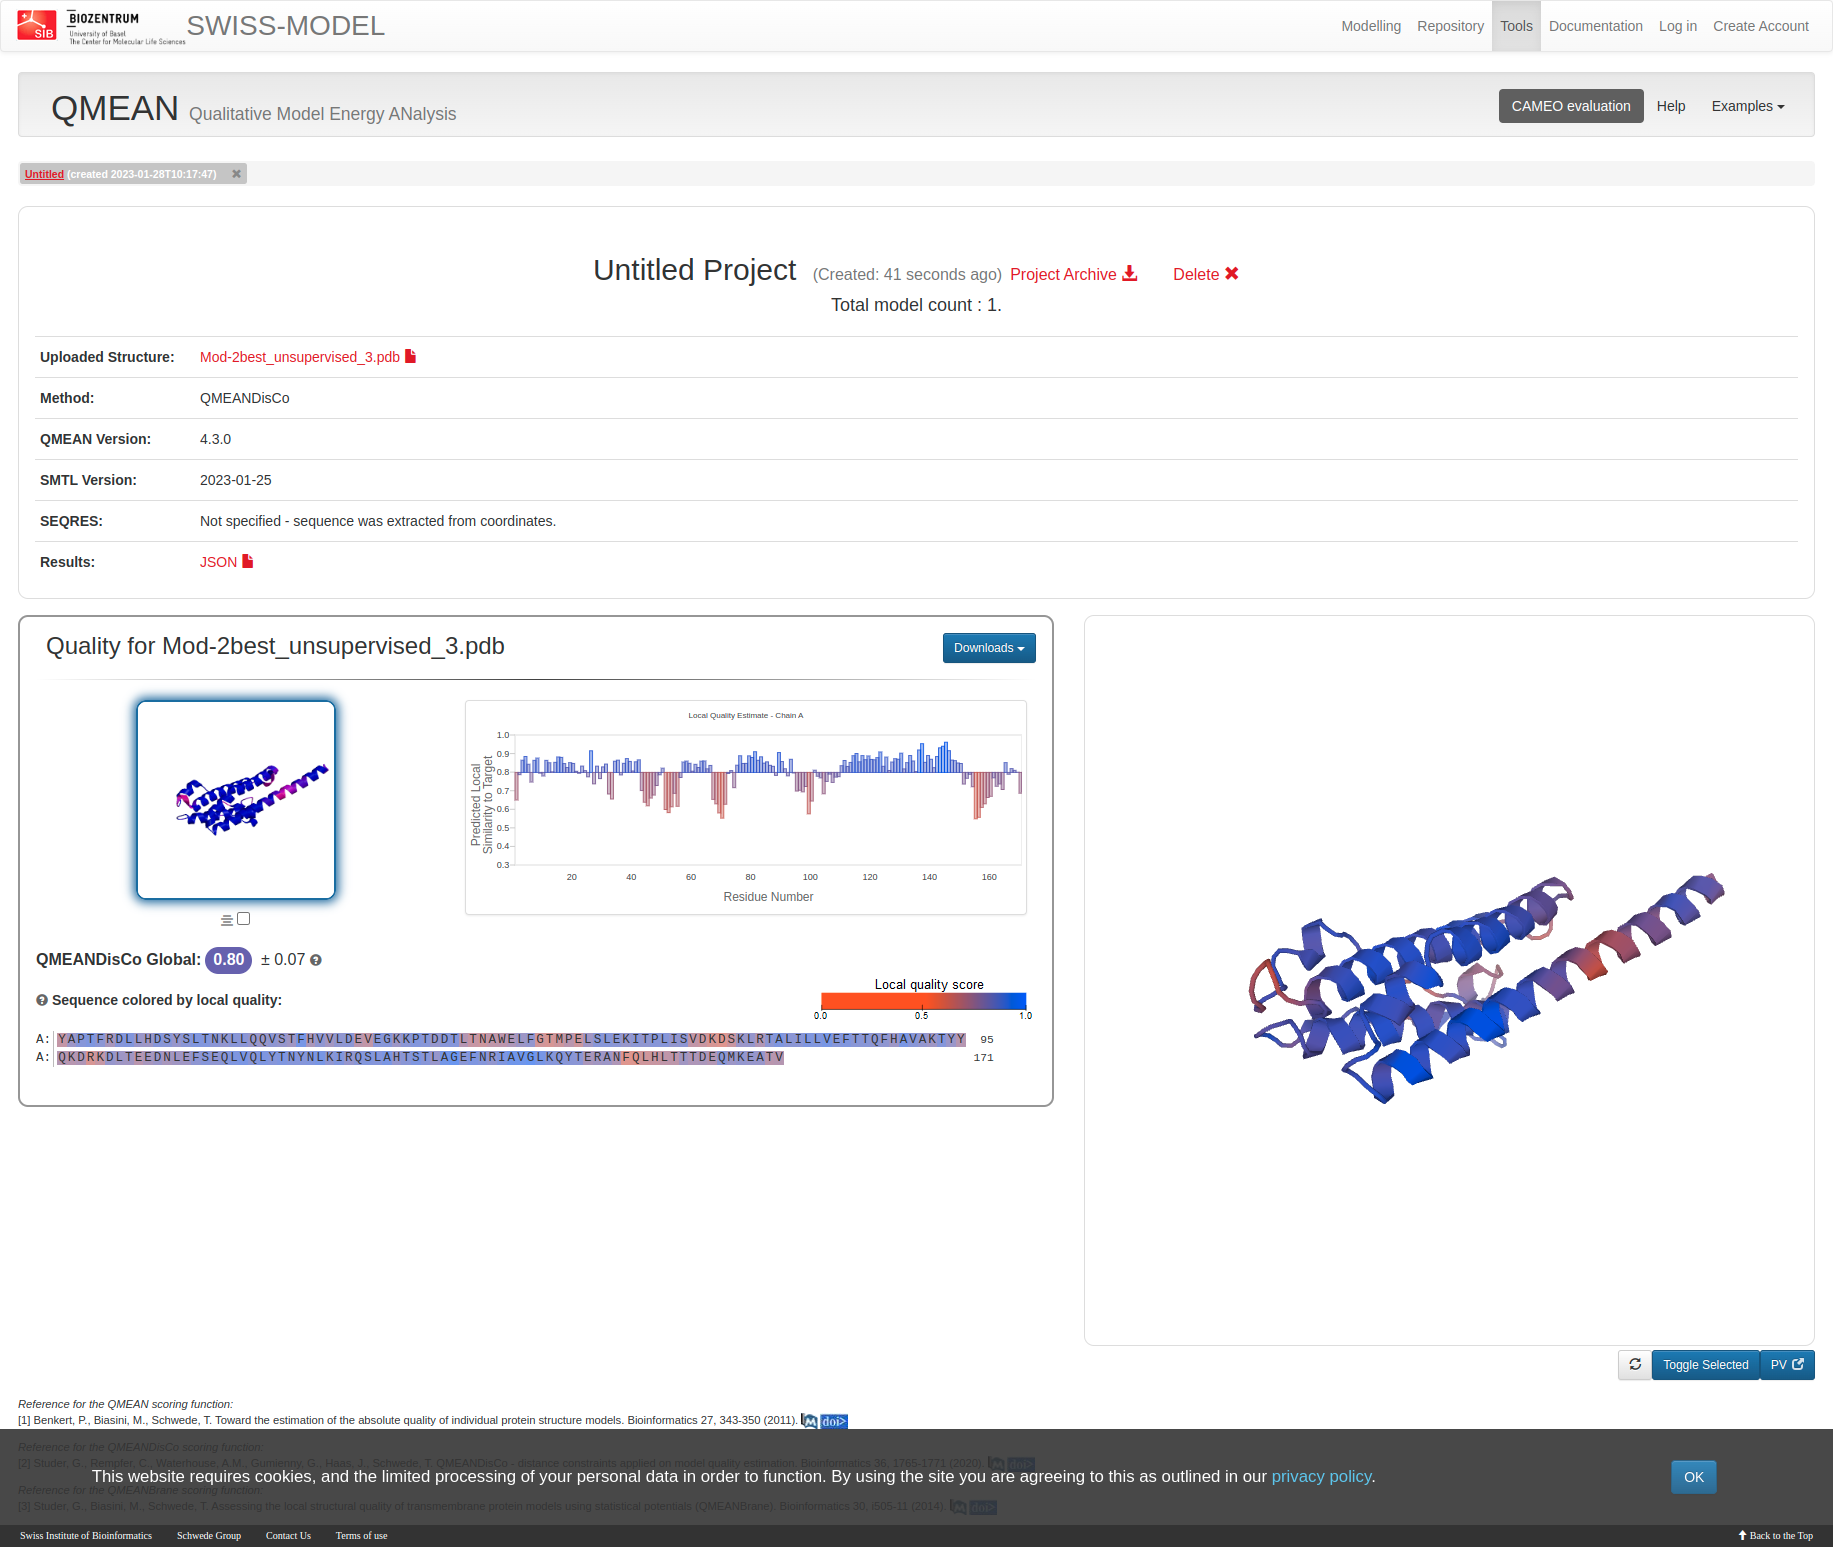 SIB
BIOZENTRUM
University of Basel
The Center for Molecular Life Sciences
SWISS-MODEL
Modelling Repository Tools Documentation Log in Create Account
QMEAN Qualitative Model Energy ANalysis
CAMEO evaluation Help Examples
Untitled (created 2023-01-28T10:17:47) ✖
Untitled Project (Created: 41 seconds ago) Project Archive Delete ✖
Total model count : 1.
Uploaded Structure: Mod-2best_unsupervised_3.pdb
Method: QMEANDisCo
QMEAN Version: 4.3.0
SMTL Version: 2023-01-25
SEQRES: Not specified - sequence was extracted from coordinates.
Results: JSON
Quality for Mod-2best_unsupervised_3.pdb
Downloads
Local Quality Estimate - Chain A
Predicted Local
Similarity to Target
1.0
0.9
0.8
0.7
0.6
0.5
0.4
0.3
20 40 60 80 100 120 140 160
Residue Number
QMEANDisCo Global: 0.80 ± 0.07
Sequence colored by local quality:
Local quality score
0.0 0.5 1.0
A: YAPTFRDLLHDSYSLTNKLLQQVSTFHVVLDEVEGKKPTDDTLTNAWELFGTMPELSLEKITPLISVDKDSKLRTALILLVEFTTQFHAVAKTYY 95
A: QKDRKDLTEEDNLEFSEQLVQLYTNYNLKIRQSLAHTSTLAGEFNRIAVGLKQYTERANFQLHLTTTDEQMKEATV 171
Toggle Selected PV
Reference for the QMEAN scoring function:
[1] Benkert, P., Biasini, M., Schwede, T. Toward the estimation of the absolute quality of individual protein structure models. Bioinformatics 27, 343-350 (2011). M doi>
Reference for the QMEANDisCo scoring function:
[2] Studer, G., Rempfer, C., Waterhouse, A.M., Gumienny, G., Haas, J., Schwede, T. QMEANDisCo - distance constraints applied on model quality estimation. Bioinformatics 36, 1765-1771 (2020). M doi>
This website requires cookies, and the limited processing of your personal data in order to function. By using the site you are agreeing to this as outlined in our privacy policy.
OK
Reference for the QMEANBrane scoring function:
[3] Studer, G., Biasini, M., Schwede, T. Assessing the local structural quality of transmembrane protein models using statistical potentials (QMEANBrane). Bioinformatics 30, i505-11 (2014). M doi>
Swiss Institute of Bioinformatics Schwede Group Contact Us Terms of use
Back to the Top